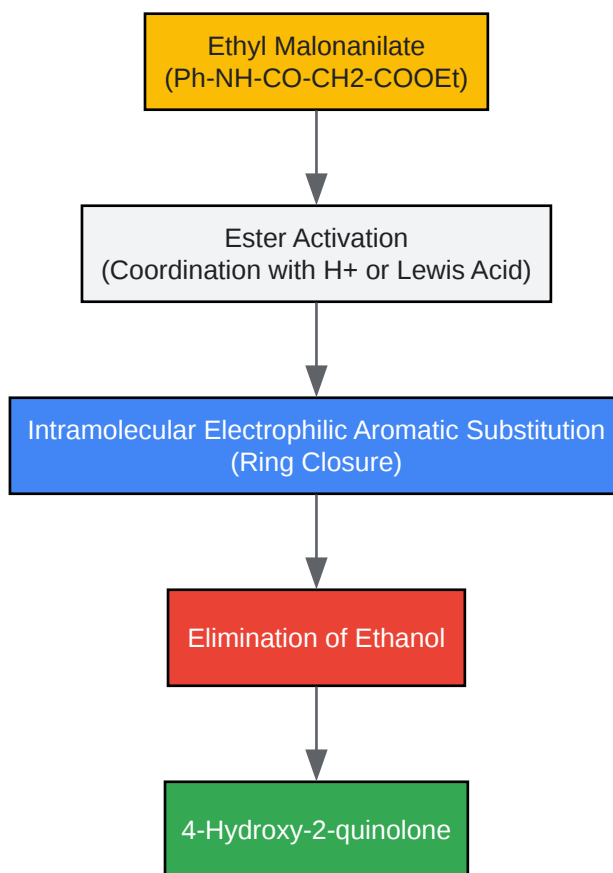 Ethyl Malonanilate
(Ph-NH-CO-CH2-COOEt)
Ester Activation
(Coordination with H+ or Lewis Acid)
Intramolecular Electrophilic Aromatic Substitution
(Ring Closure)
Elimination of Ethanol
4-Hydroxy-2-quinolone